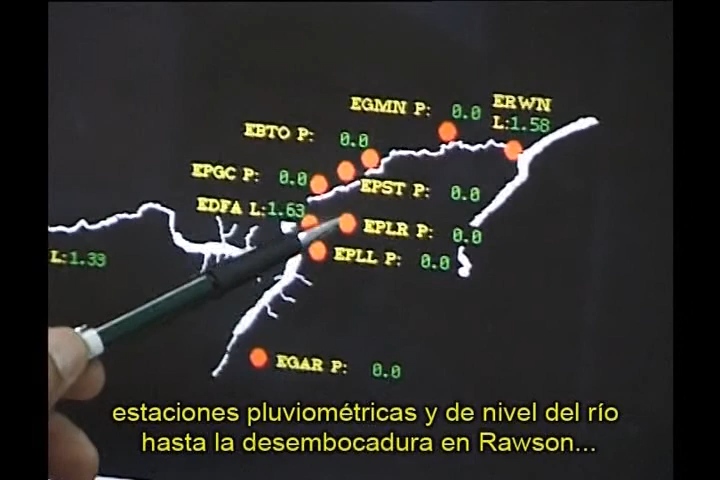 EGMN P: 0.0
ERWN
L:1.58
EBTO P: 0.0
EPGC P: 0.0
EPST P: 0.0
EDFA L:1.63
EPLR P: 0.0
L:1.33
EPLL P: 0.0
EGAR P: 0.0
estaciones pluviométricas y de nivel del río
hasta la desembocadura en Rawson...